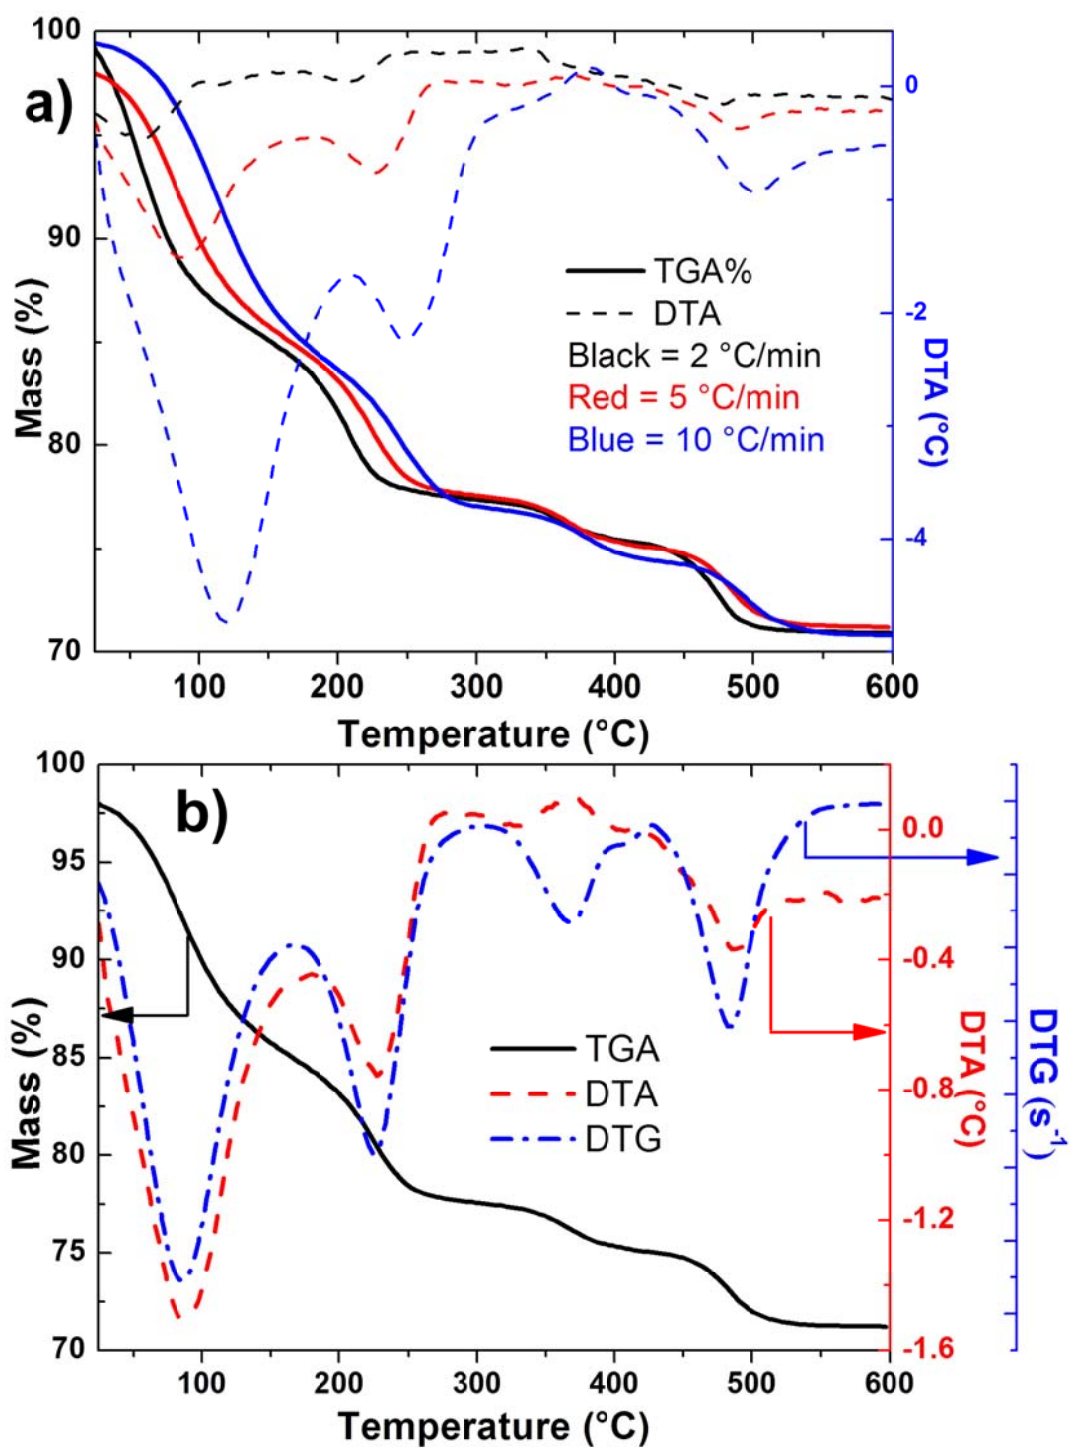 a)
100
90
80
70
Mass (%)
0
-2
-4
DTA (°C)
TGA%
DTA
Black = 2 °C/min
Red = 5 °C/min
Blue = 10 °C/min
100 200 300 400 500 600
Temperature (°C)
b)
100
95
90
85
80
75
70
Mass (%)
TGA
DTA
DTG
0.0
-0.4
-0.8
-1.2
-1.6
DTA (°C)
DTG (s⁻¹)
100 200 300 400 500 600
Temperature (°C)